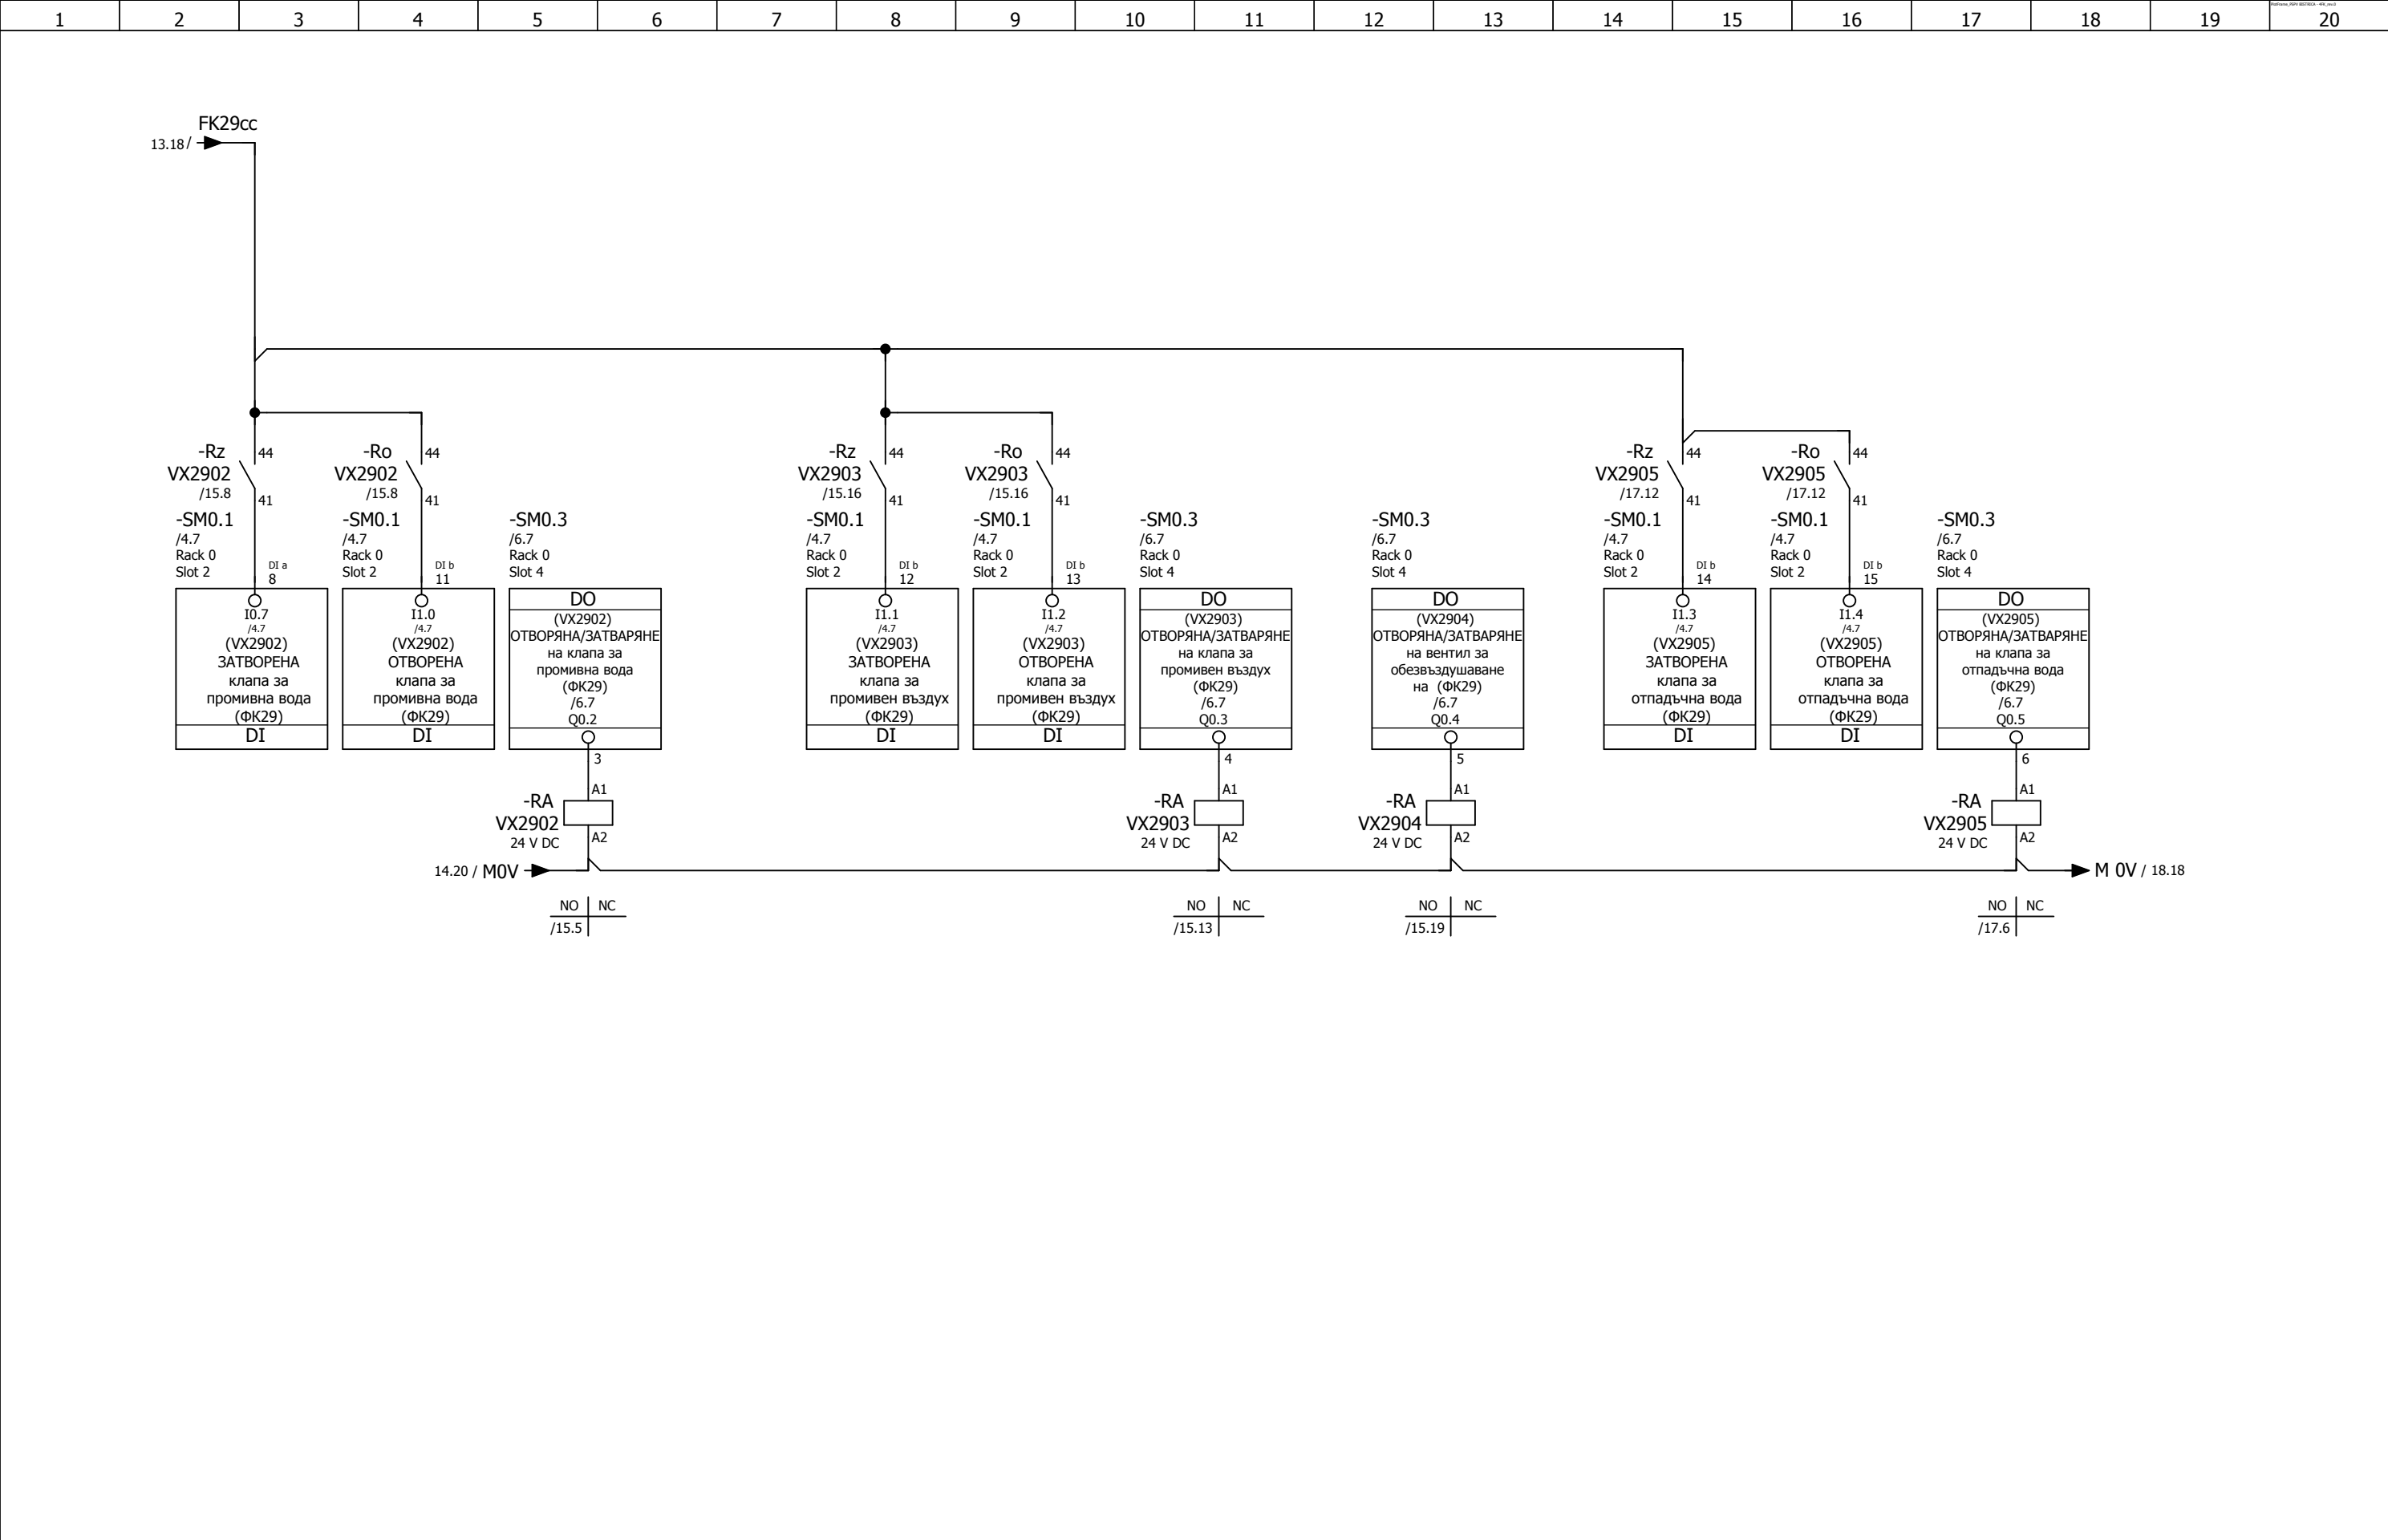 1 2 3 4 5 6 7 8 9 10 11 12 13 14 15 16 17 18 19 20
FK29cc
13.18 /
-Rz
VX2902
/15.8
44
41
-SM0.1
/4.7
Rack 0
Slot 2
DI a
8
I0.7
/4.7
(VX2902)
ЗАТВОРЕНА
клапа за
промивна вода
(ФК29)
DI
-Ro
VX2902
/15.8
44
41
-SM0.1
/4.7
Rack 0
Slot 2
DI b
11
I1.0
/4.7
(VX2902)
ОТВОРЕНА
клапа за
промивна вода
(ФК29)
DI
-SM0.3
/6.7
Rack 0
Slot 4
DO
(VX2902)
ОТВОРЯНА/ЗАТВАРЯНЕ
на клапа за
промивна вода
(ФК29)
/6.7
Q0.2
3
-RA
VX2902
24 V DC
A1
A2
14.20 / M0V
NO NC
/15.5
-Rz
VX2903
/15.16
44
41
-SM0.1
/4.7
Rack 0
Slot 2
DI b
12
I1.1
/4.7
(VX2903)
ЗАТВОРЕНА
клапа за
промивен въздух
(ФК29)
DI
-Ro
VX2903
/15.16
44
41
-SM0.1
/4.7
Rack 0
Slot 2
DI b
13
I1.2
/4.7
(VX2903)
ОТВОРЕНА
клапа за
промивен въздух
(ФК29)
DI
-SM0.3
/6.7
Rack 0
Slot 4
DO
(VX2903)
ОТВОРЯНА/ЗАТВАРЯНЕ
на клапа за
промивен въздух
(ФК29)
/6.7
Q0.3
4
-RA
VX2903
24 V DC
A1
A2
NO NC
/15.13
-SM0.3
/6.7
Rack 0
Slot 4
DO
(VX2904)
ОТВОРЯНА/ЗАТВАРЯНЕ
на вентил за
обезвъздушаване
на (ФК29)
/6.7
Q0.4
5
-RA
VX2904
24 V DC
A1
A2
NO NC
/15.19
-Rz
VX2905
/17.12
44
41
-SM0.1
/4.7
Rack 0
Slot 2
DI b
14
I1.3
/4.7
(VX2905)
ЗАТВОРЕНА
клапа за
отпадъчна вода
(ФК29)
DI
-Ro
VX2905
/17.12
44
41
-SM0.1
/4.7
Rack 0
Slot 2
DI b
15
I1.4
/4.7
(VX2905)
ОТВОРЕНА
клапа за
отпадъчна вода
(ФК29)
DI
-SM0.3
/6.7
Rack 0
Slot 4
DO
(VX2905)
ОТВОРЯНА/ЗАТВАРЯНЕ
на клапа за
отпадъчна вода
(ФК29)
/6.7
Q0.5
6
-RA
VX2905
24 V DC
A1
A2
M 0V / 18.18
NO NC
/17.6